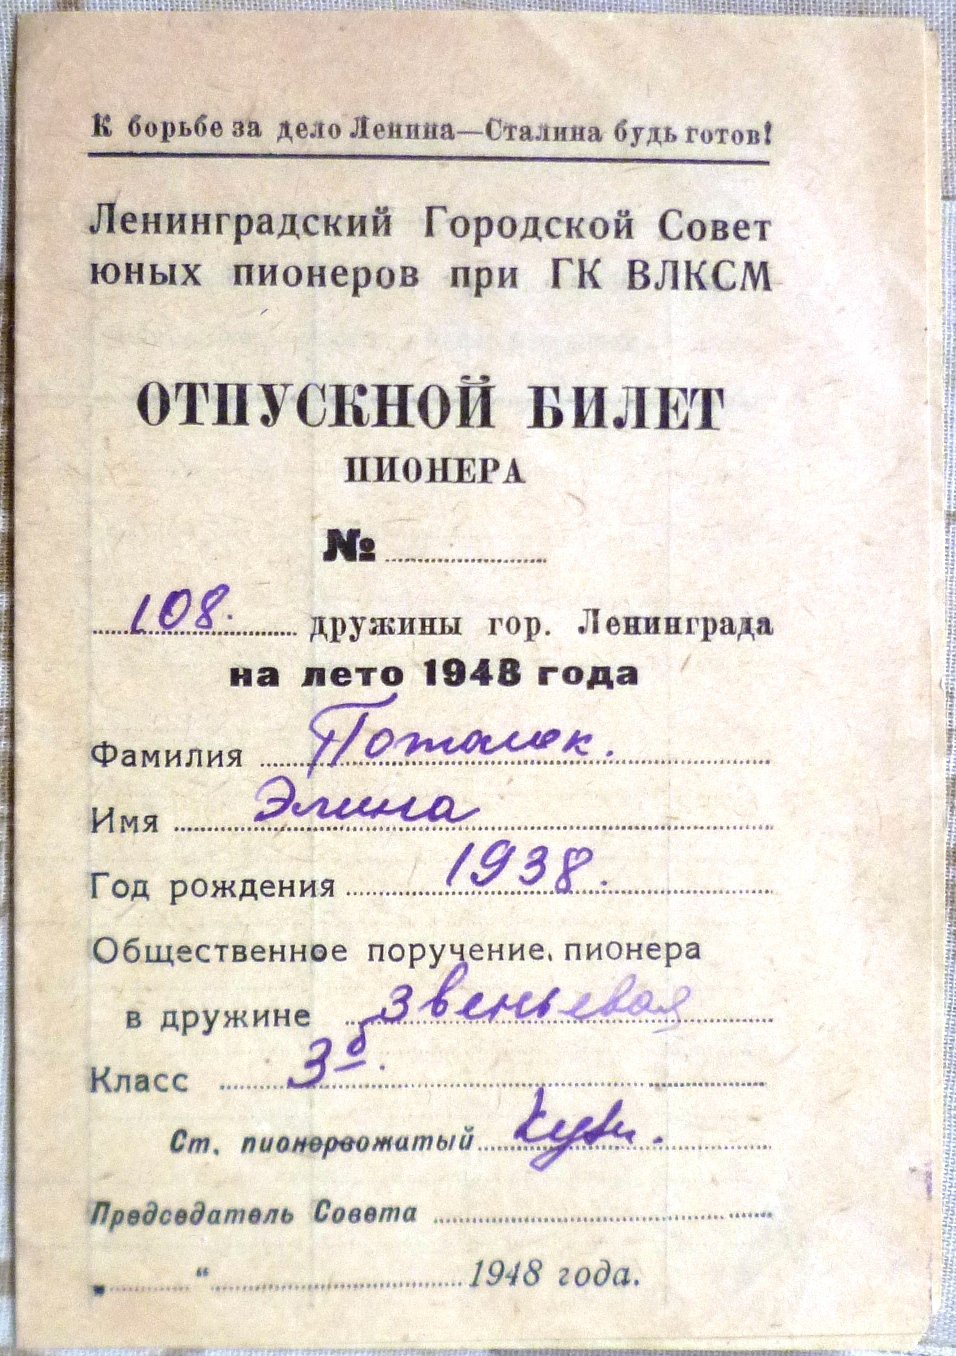 К борьбе за дело Ленина—Сталина будь готов!
Ленинградский Городской Совет
юных пионеров при ГК ВЛКСМ
ОТПУСКНОЙ БИЛЕТ
ПИОНЕРА
№
108. дружины гор. Ленинграда
на лето 1948 года
Фамилия
Имя Элина
Год рождения 1938.
Общественное поручение пионера
в дружине Звеньевая
Класс 3б.
Ст. пионервожатый
Председатель Совета
„ “ 1948 года.